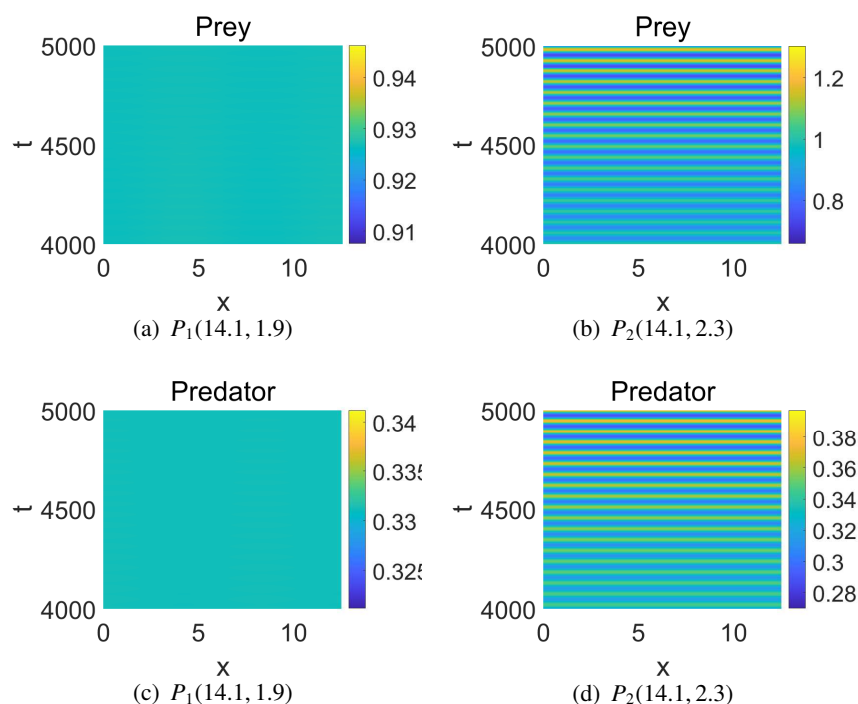 Prey
5000
4500
4000
t
0 5 10
x
0.94
0.93
0.92
0.91
(a) P₁(14.1, 1.9)
Prey
5000
4500
4000
t
0 5 10
x
1.2
1
0.8
(b) P₂(14.1, 2.3)
Predator
5000
4500
4000
t
0 5 10
x
0.34
0.335
0.33
0.325
(c) P₁(14.1, 1.9)
Predator
5000
4500
4000
t
0 5 10
x
0.38
0.36
0.34
0.32
0.3
0.28
(d) P₂(14.1, 2.3)